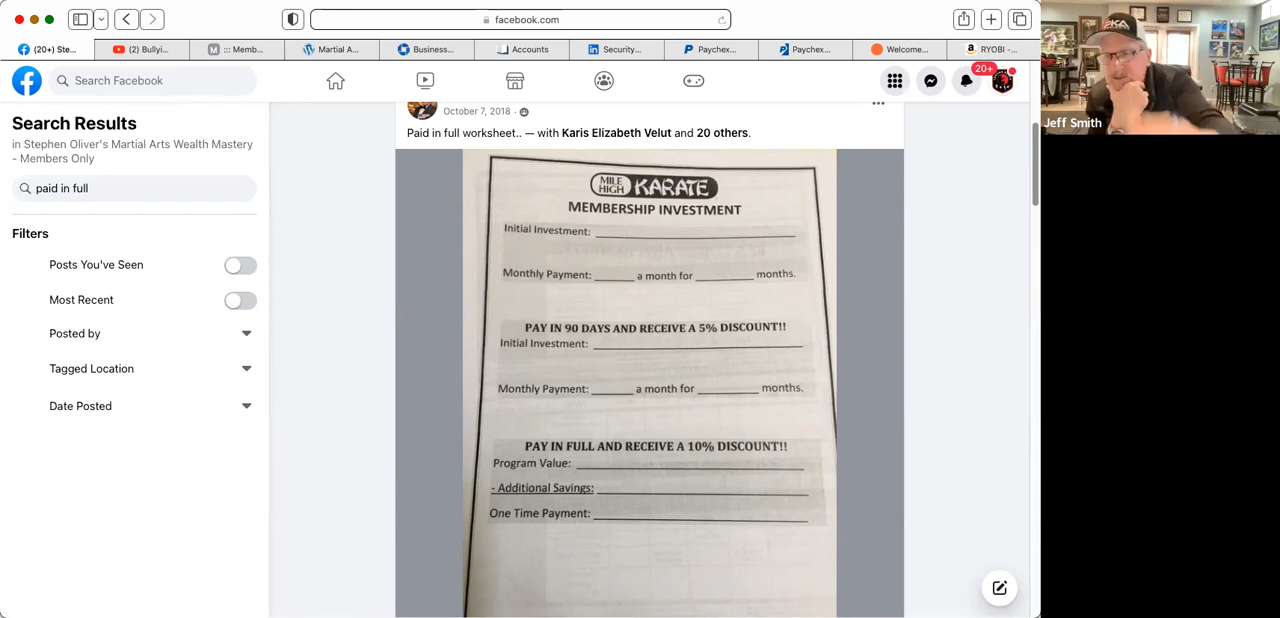 facebook.com
(20+) Ste...
(2) Bullyi...
::: Memb...
Martial A...
Business...
Accounts
Security...
Paychex...
Paychex...
Welcome...
RYOBI -...
Search Facebook
20+
Search Results
in Stephen Oliver's Martial Arts Wealth Mastery
- Members Only
paid in full
Filters
Posts You've Seen
Most Recent
Posted by
Tagged Location
Date Posted
October 7, 2018 ·
Paid in full worksheet.. — with Karis Elizabeth Velut and 20 others.
MILE HIGH KARATE
MEMBERSHIP INVESTMENT
Initial Investment:
Monthly Payment: a month for months.
PAY IN 90 DAYS AND RECEIVE A 5% DISCOUNT!!
Initial Investment:
Monthly Payment: a month for months.
PAY IN FULL AND RECEIVE A 10% DISCOUNT!!
Program Value:
- Additional Savings:
One Time Payment:
Jeff Smith